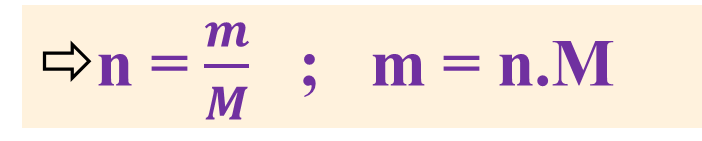 ⇨n = m/M ; m = n.M